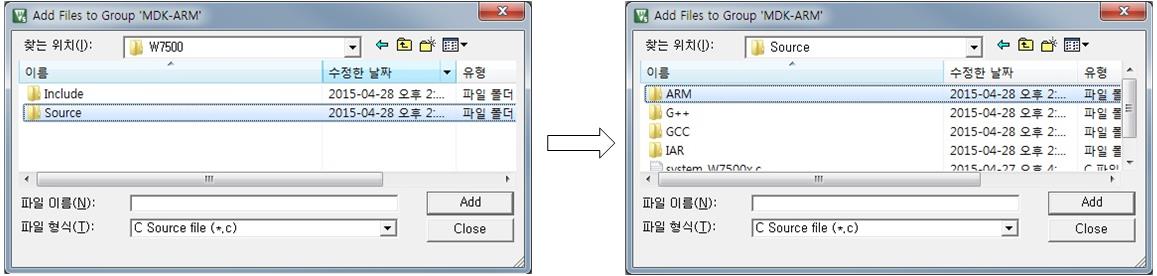 Add Files to Group 'MDK-ARM'
찾는 위치(I):
W7500
이름 수정한 날짜 유형
Include 2015-04-28 오후 2:... 파일 폴더
Source 2015-04-28 오후 2:... 파일 폴더
파일 이름(N): Add
파일 형식(T): C Source file (*.c) Close
Add Files to Group 'MDK-ARM'
찾는 위치(I):
Source
이름 수정한 날짜 유형
ARM 2015-04-28 오후 2:... 파일 폴
G++ 2015-04-28 오후 2:... 파일 폴
GCC 2015-04-28 오후 2:... 파일 폴
IAR 2015-04-28 오후 2:... 파일 폴
system_W7500x.c 2015-04-27 오후 4:... C 파일
파일 이름(N): Add
파일 형식(T): C Source file (*.c) Close